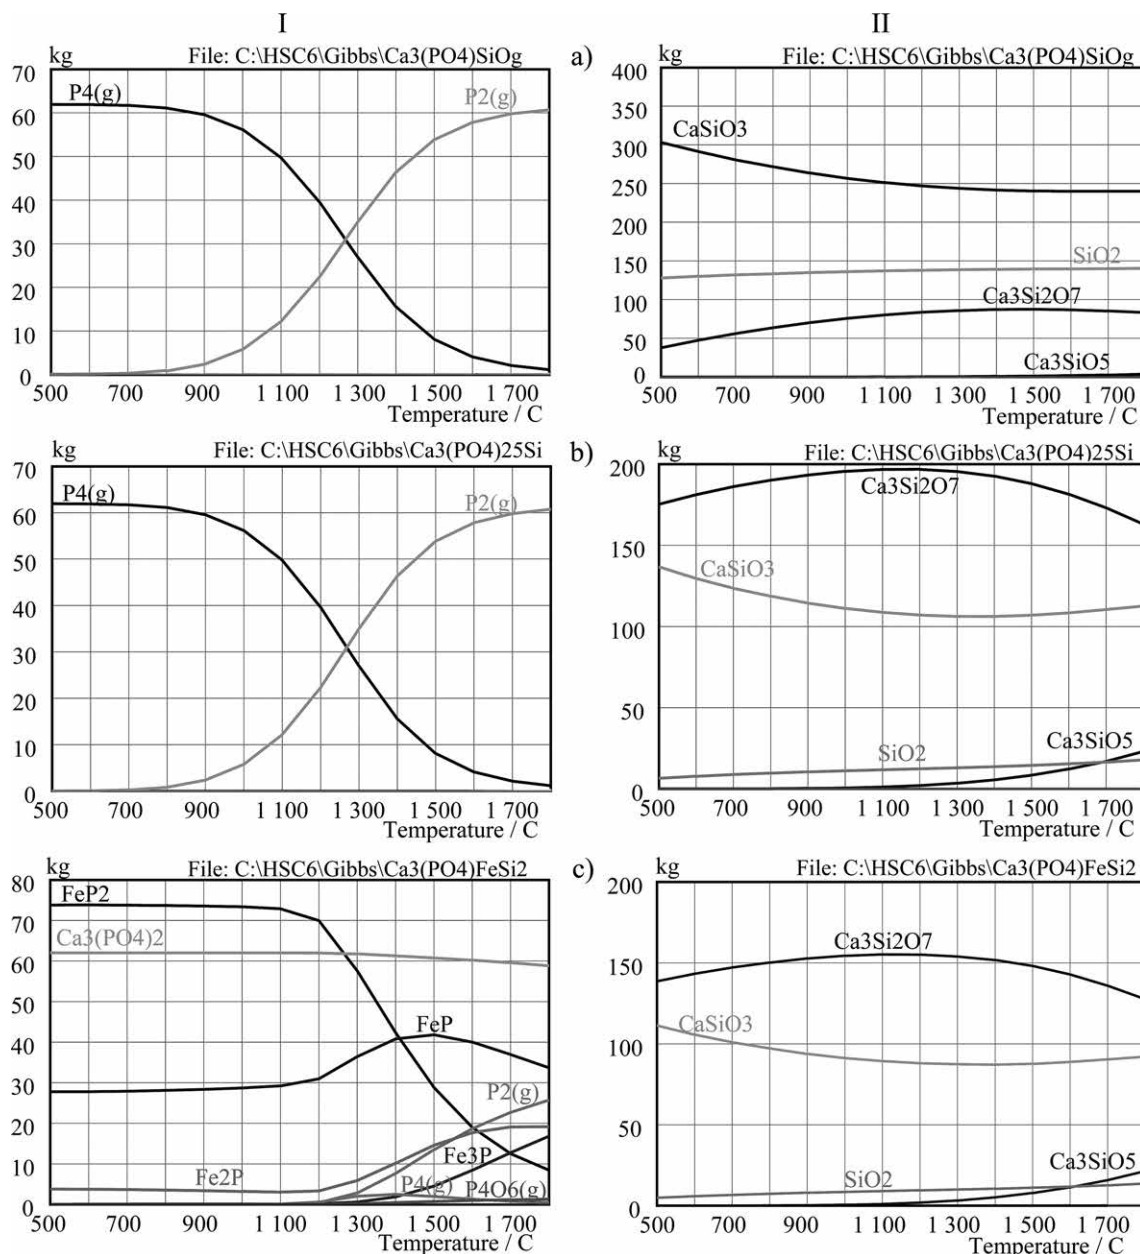 I
II
kg
File: C:\HSC6\Gibbs\Ca3(PO4)SiOg
70
60
50
40
30
20
10
0
P4(g)
P2(g)
500 700 900 1 100 1 300 1 500 1 700
Temperature / C
a)
kg
File: C:\HSC6\Gibbs\Ca3(PO4)SiOg
400
350
300
250
200
150
100
50
0
CaSiO3
SiO2
Ca3Si2O7
Ca3SiO5
500 700 900 1 100 1 300 1 500 1 700
Temperature / C
kg
File: C:\HSC6\Gibbs\Ca3(PO4)25Si
70
60
50
40
30
20
10
0
P4(g)
P2(g)
500 700 900 1 100 1 300 1 500 1 700
Temperature / C
b)
kg
File: C:\HSC6\Gibbs\Ca3(PO4)25Si
200
150
100
50
0
Ca3Si2O7
CaSiO3
SiO2
Ca3SiO5
500 700 900 1 100 1 300 1 500 1 700
Temperature / C
kg
File: C:\HSC6\Gibbs\Ca3(PO4)FeSi2
80
70
60
50
40
30
20
10
0
FeP2
Ca3(PO4)2
FeP
P2(g)
Fe3P
Fe2P
P4(g)
P4O6(g)
500 700 900 1 100 1 300 1 500 1 700
Temperature / C
c)
kg
File: C:\HSC6\Gibbs\Ca3(PO4)FeSi2
200
150
100
50
0
Ca3Si2O7
CaSiO3
SiO2
Ca3SiO5
500 700 900 1 100 1 300 1 500 1 700
Temperature / C